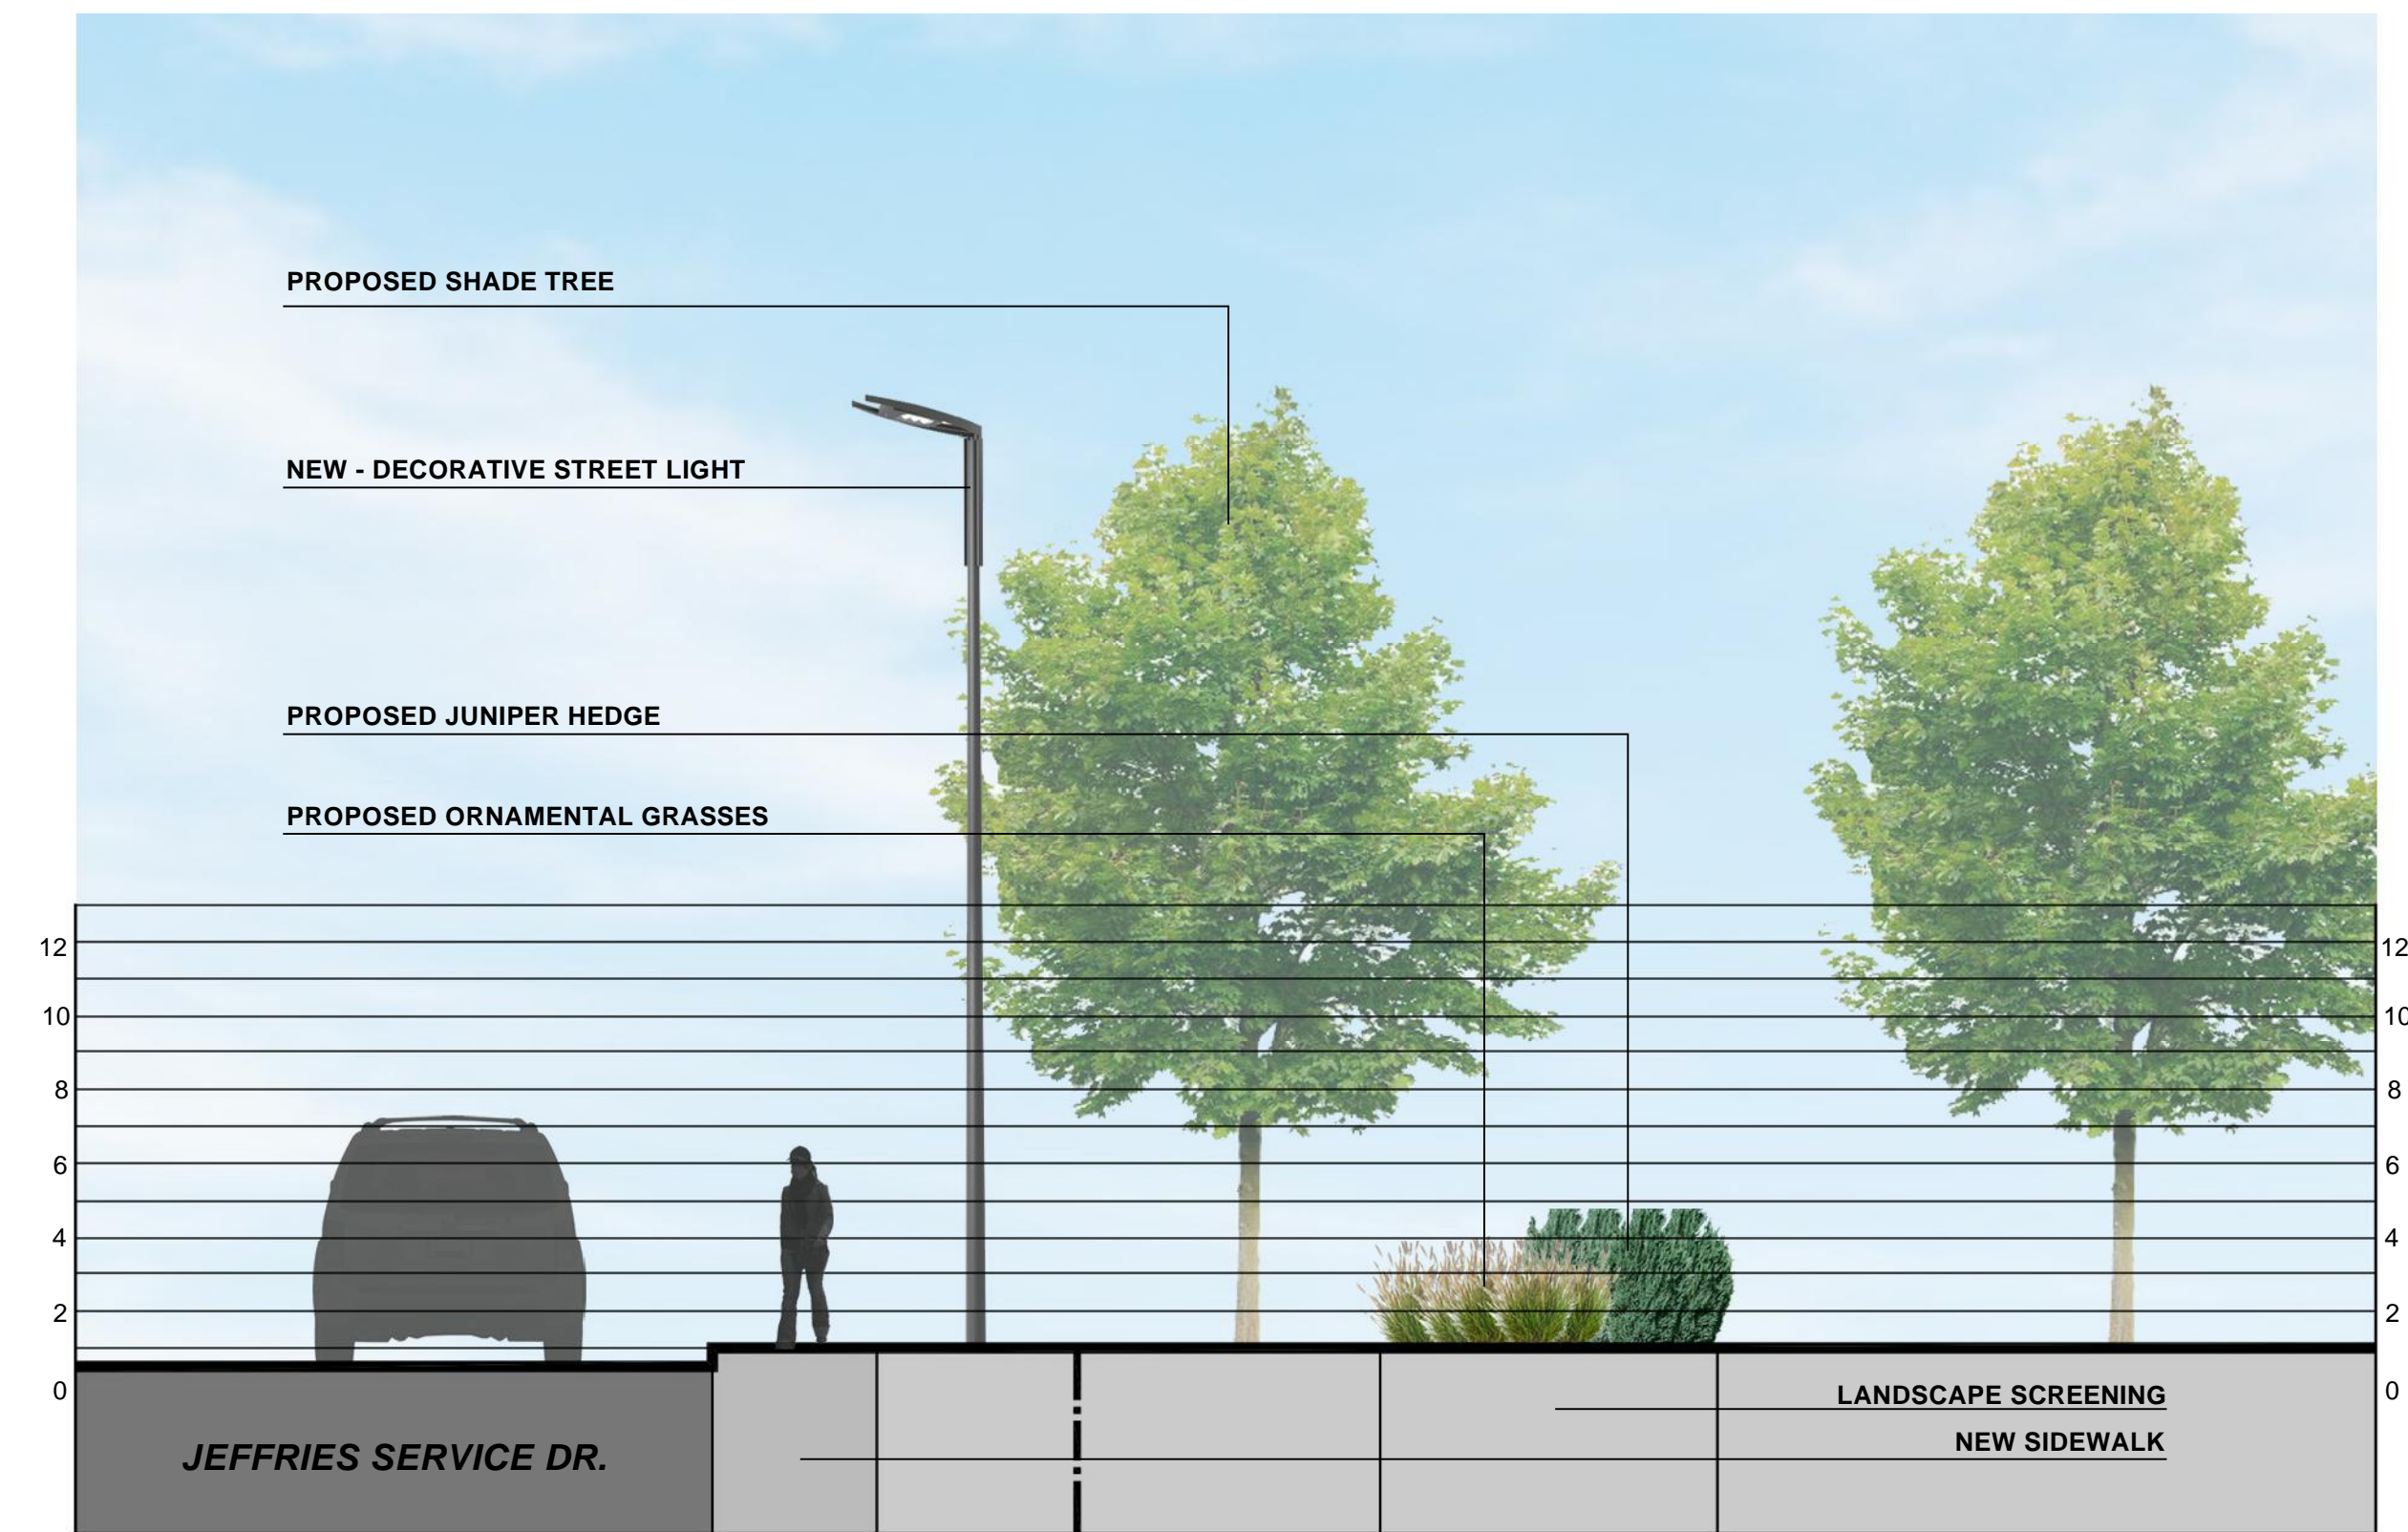 PROPOSED SHADE TREE
NEW - DECORATIVE STREET LIGHT
PROPOSED JUNIPER HEDGE
PROPOSED ORNAMENTAL GRASSES
12 12
10 10
8 8
6 6
4 4
2 2
0 0
LANDSCAPE SCREENING
NEW SIDEWALK
JEFFRIES SERVICE DR.